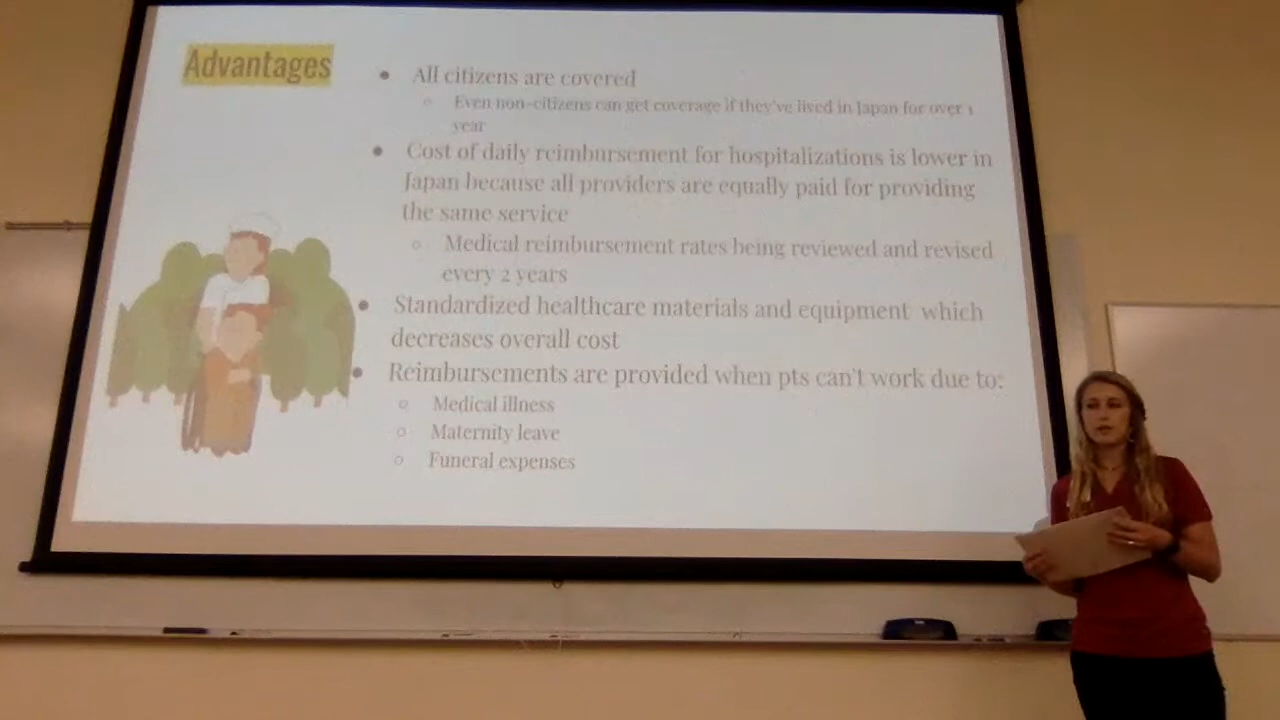 Advantages
All citizens are covered
Even non-citizens can get coverage if they've lived in Japan for over 1
year
Cost of daily reimbursement for hospitalizations is lower in
Japan because all providers are equally paid for providing
the same service
Medical reimbursement rates being reviewed and revised
every 2 years
Standardized healthcare materials and equipment which
decreases overall cost
Reimbursements are provided when pts can't work due to:
Medical illness
Maternity leave
Funeral expenses